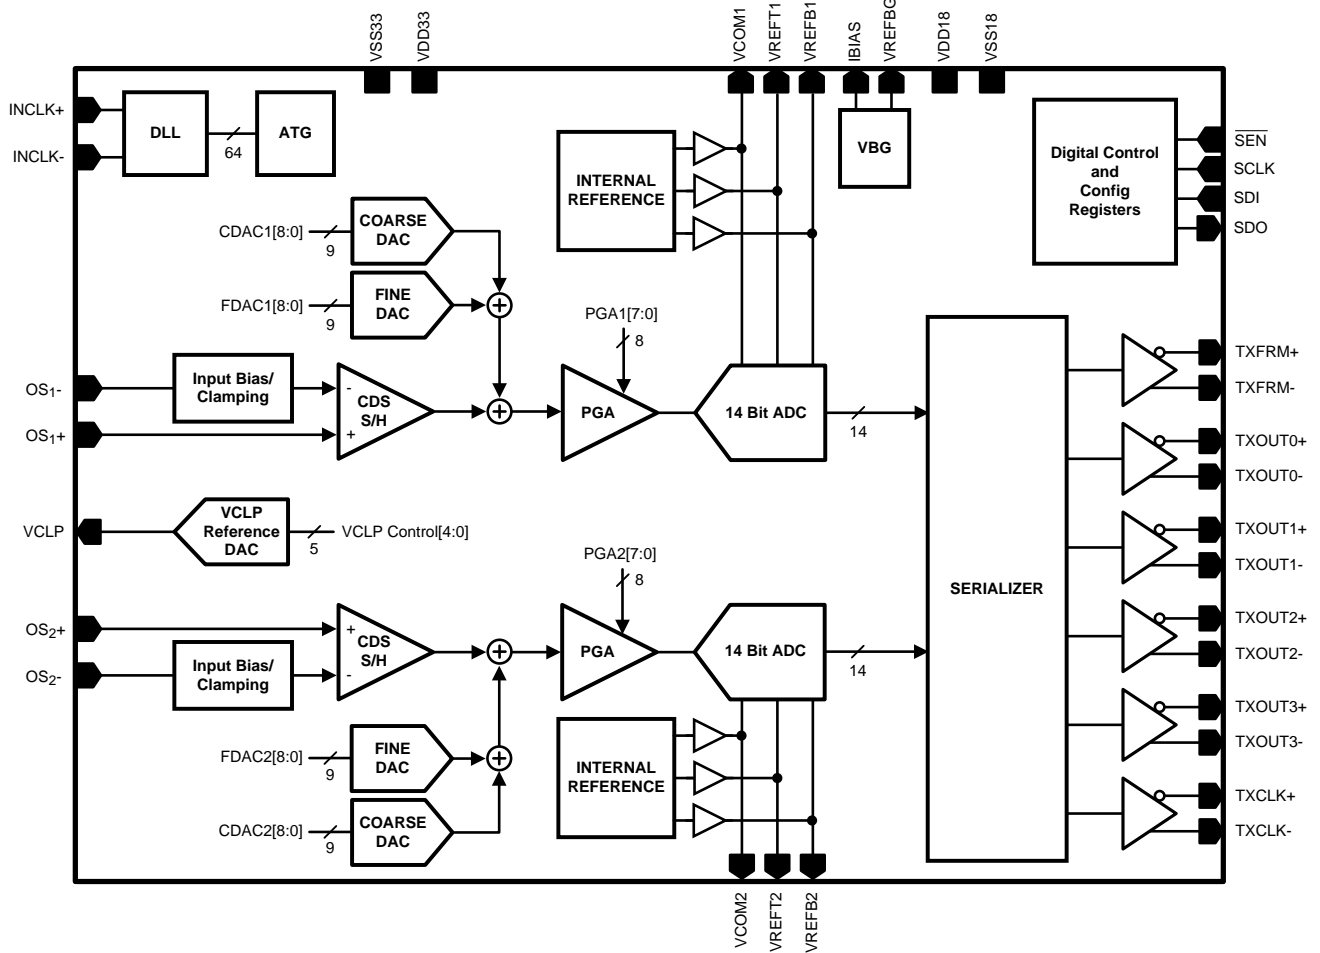 VSS33
VDD33
VCOM1
VREFT1
VREFB1
IBIAS
VREFBG
VDD18
VSS18
INCLK+
INCLK-
DLL
64
ATG
INTERNAL
REFERENCE
VBG
Digital Control
and
Config
Registers
SEN
SCLK
SDI
SDO
CDAC1[8:0]
9
COARSE
DAC
FDAC1[8:0]
9
FINE
DAC
+
PGA1[7:0]
8
OS1-
OS1+
Input Bias/
Clamping
-
CDS
S/H
+
+
PGA
14 Bit ADC
14
VCLP
VCLP
Reference
DAC
5
VCLP Control[4:0]
PGA2[7:0]
8
SERIALIZER
OS2+
OS2-
Input Bias/
Clamping
+
CDS
S/H
-
+
PGA
14 Bit ADC
14
FDAC2[8:0]
9
FINE
DAC
+
CDAC2[8:0]
9
COARSE
DAC
INTERNAL
REFERENCE
TXFRM+
TXFRM-
TXOUT0+
TXOUT0-
TXOUT1+
TXOUT1-
TXOUT2+
TXOUT2-
TXOUT3+
TXOUT3-
TXCLK+
TXCLK-
VCOM2
VREFT2
VREFB2